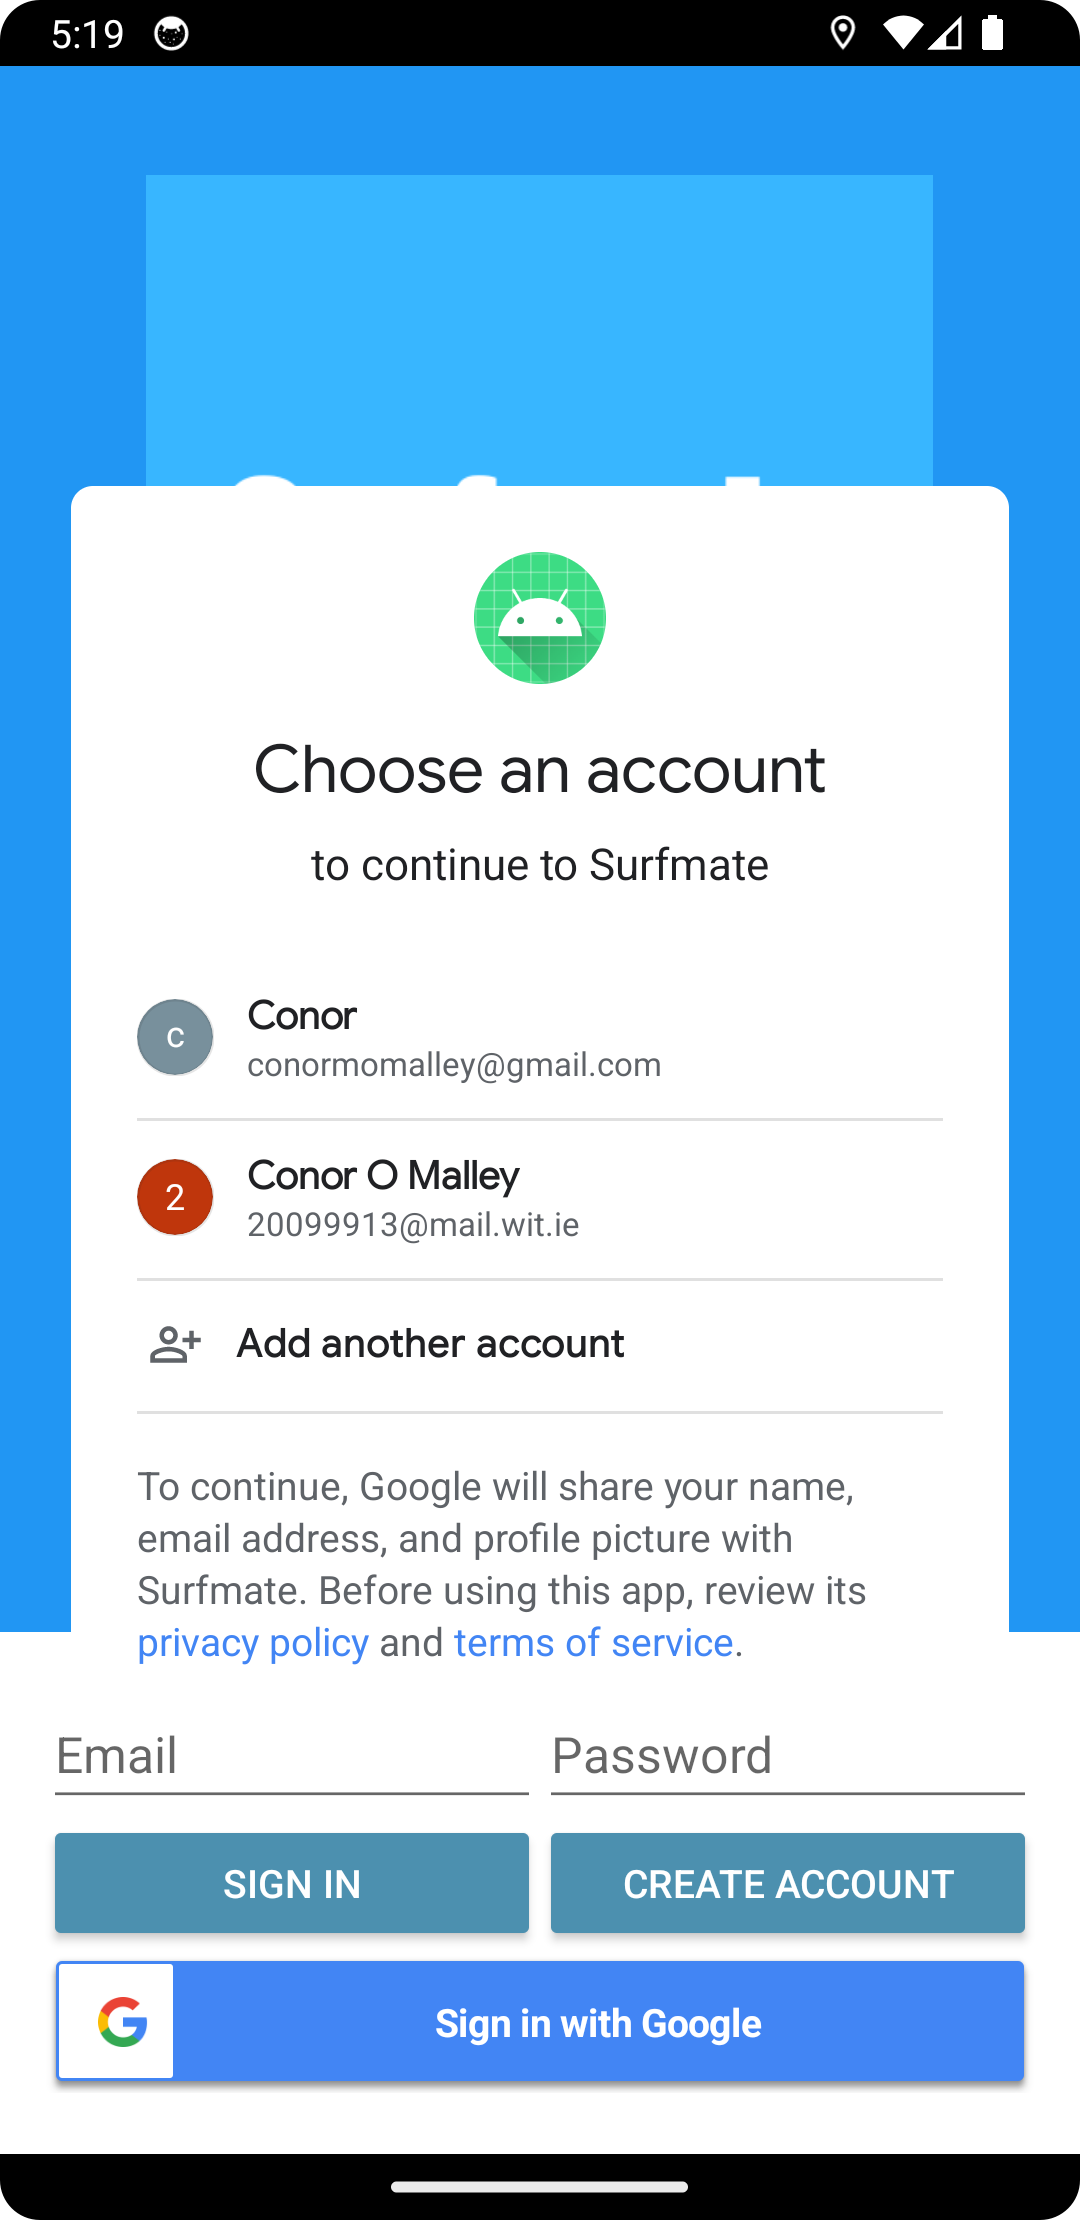 5:19
Choose an account
to continue to Surfmate
C
Conor
conormomalley@gmail.com
2
Conor O Malley
20099913@mail.wit.ie
Add another account
To continue, Google will share your name,
email address, and profile picture with
Surfmate. Before using this app, review its
privacy policy and terms of service.
Email Password
SIGN IN CREATE ACCOUNT
G Sign in with Google